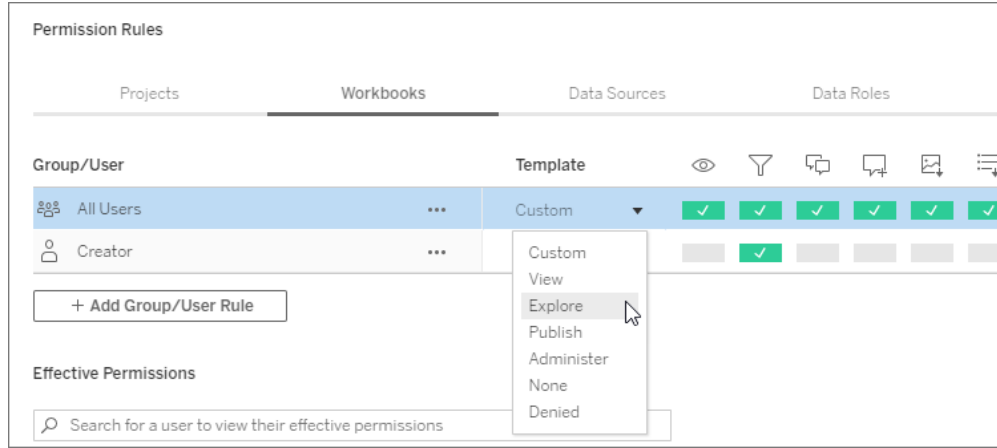 Permission Rules
Projects Workbooks Data Sources Data Roles
Group/User Template
All Users ••• Custom
Creator •••
Custom
View
Explore
Publish
Administer
None
Denied
+ Add Group/User Rule
Effective Permissions
Search for a user to view their effective permissions